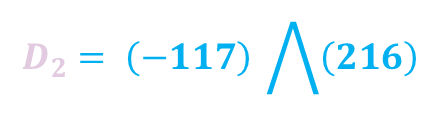 D₂ = (−117) ⋀ (216)